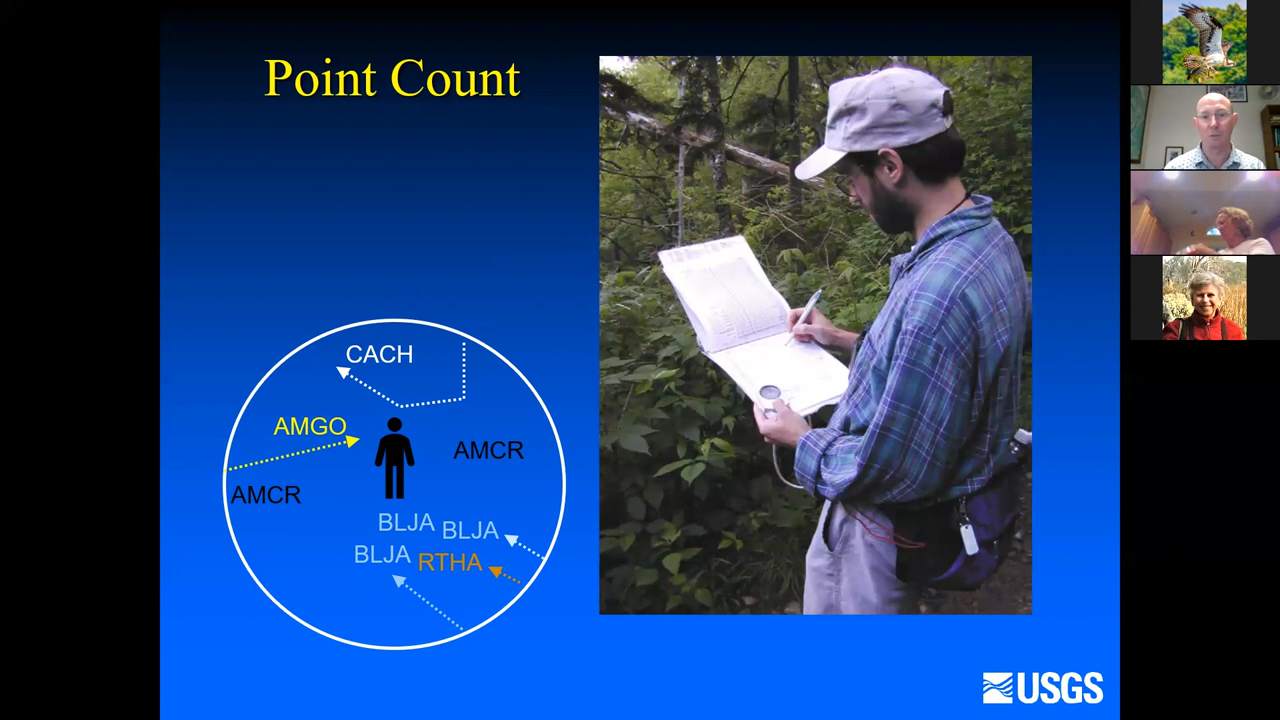 Point Count
CACH
AMGO
AMCR
AMCR
BLJA BLJA
BLJA RTHA
USGS